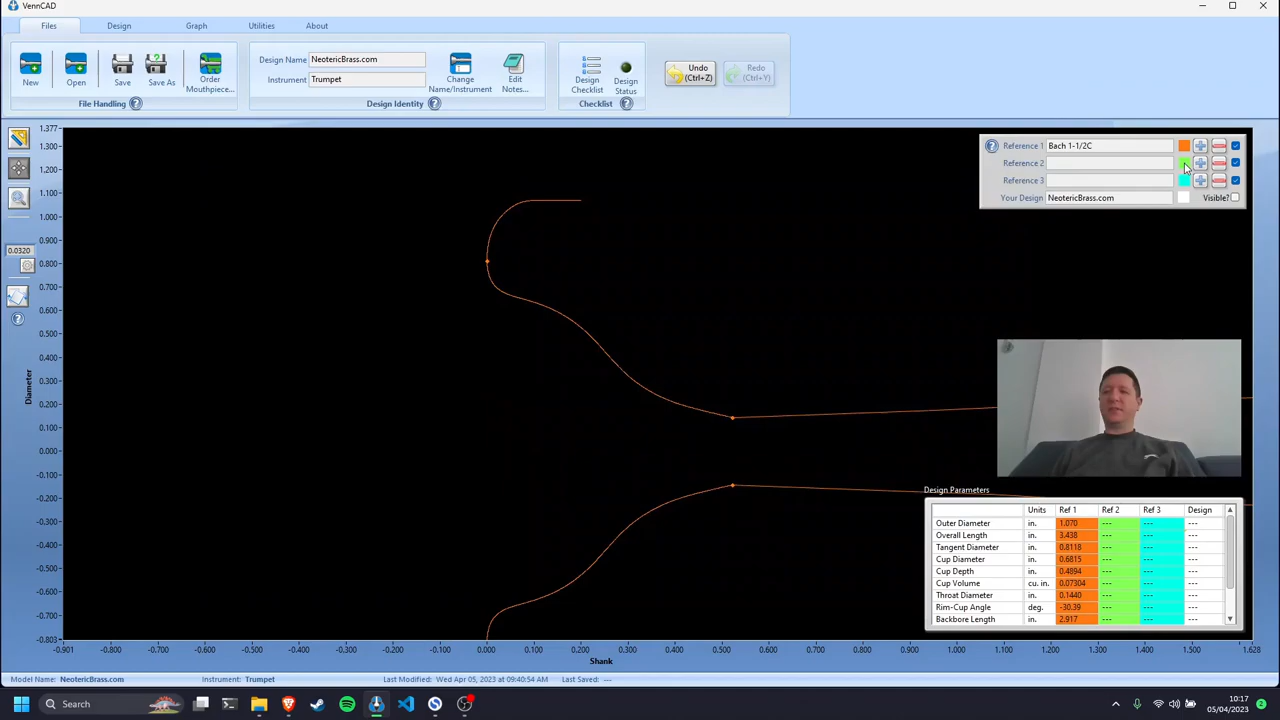 VennCAD
Files Design Graph Utilities About
New Open Save Save As Order Mouthpiece...
File Handling
Design Name NeotericBrass.com
Instrument Trumpet
Change Name/Instrument Edit Notes...
Design Identity
Design Checklist Design Status
Checklist
Undo (Ctrl+Z) Redo (Ctrl+Y)
Reference 1 Bach 1-1/2C
Reference 2
Reference 3
Your Design NeotericBrass.com Visible?
0.0320
1.377
1.300
1.200
1.100
1.000
0.900
0.800
0.700
0.600
0.500
0.400
0.300
0.200
0.100
0.000
-0.100
-0.200
-0.300
-0.400
-0.500
-0.600
-0.700
-0.803
Diameter
Design Parameters
Units Ref 1 Ref 2 Ref 3 Design
Outer Diameter in. 1.070 --- --- ---
Overall Length in. 3.438 --- --- ---
Tangent Diameter in. 0.8118 --- --- ---
Cup Diameter in. 0.6815 --- --- ---
Cup Depth in. 0.4894 --- --- ---
Cup Volume cu. in. 0.07304 --- --- ---
Throat Diameter in. 0.1440 --- --- ---
Rim-Cup Angle deg. -30.39 --- --- ---
Backbore Length in. 2.917 --- --- ---
-0.901 -0.800 -0.700 -0.600 -0.500 -0.400 -0.300 -0.200 -0.100 0.000 0.100 0.200 0.300 0.400 0.500 0.600 0.700 0.800 0.900 1.000 1.100 1.200 1.300 1.400 1.500 1.628
Shank
Model Name: NeotericBrass.com Instrument: Trumpet Last Modified: Wed Apr 05, 2023 at 09:40:54 AM Last Saved: ---
Search
10:17
05/04/2023
2